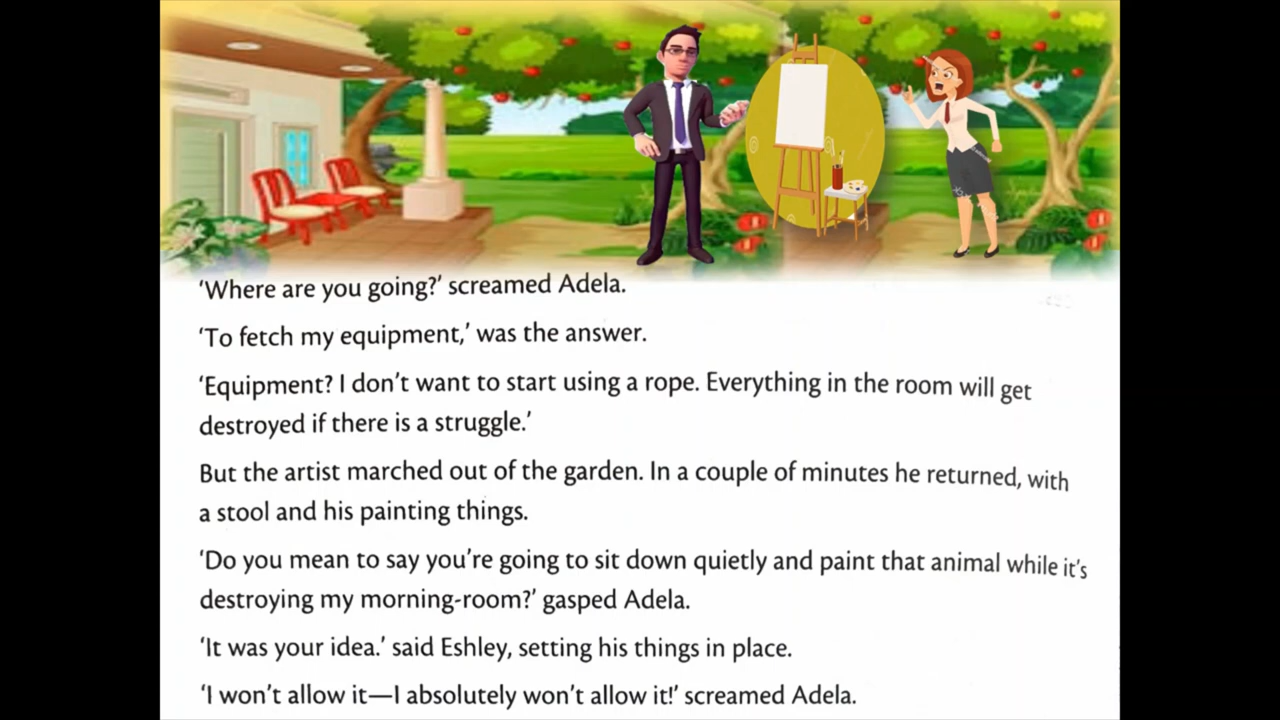 ‘Where are you going?’ screamed Adela.
‘To fetch my equipment,’ was the answer.
‘Equipment? I don’t want to start using a rope. Everything in the room will get
destroyed if there is a struggle.’
But the artist marched out of the garden. In a couple of minutes he returned, with
a stool and his painting things.
‘Do you mean to say you’re going to sit down quietly and paint that animal while it’s
destroying my morning-room?’ gasped Adela.
‘It was your idea.’ said Eshley, setting his things in place.
‘I won’t allow it—I absolutely won’t allow it!’ screamed Adela.